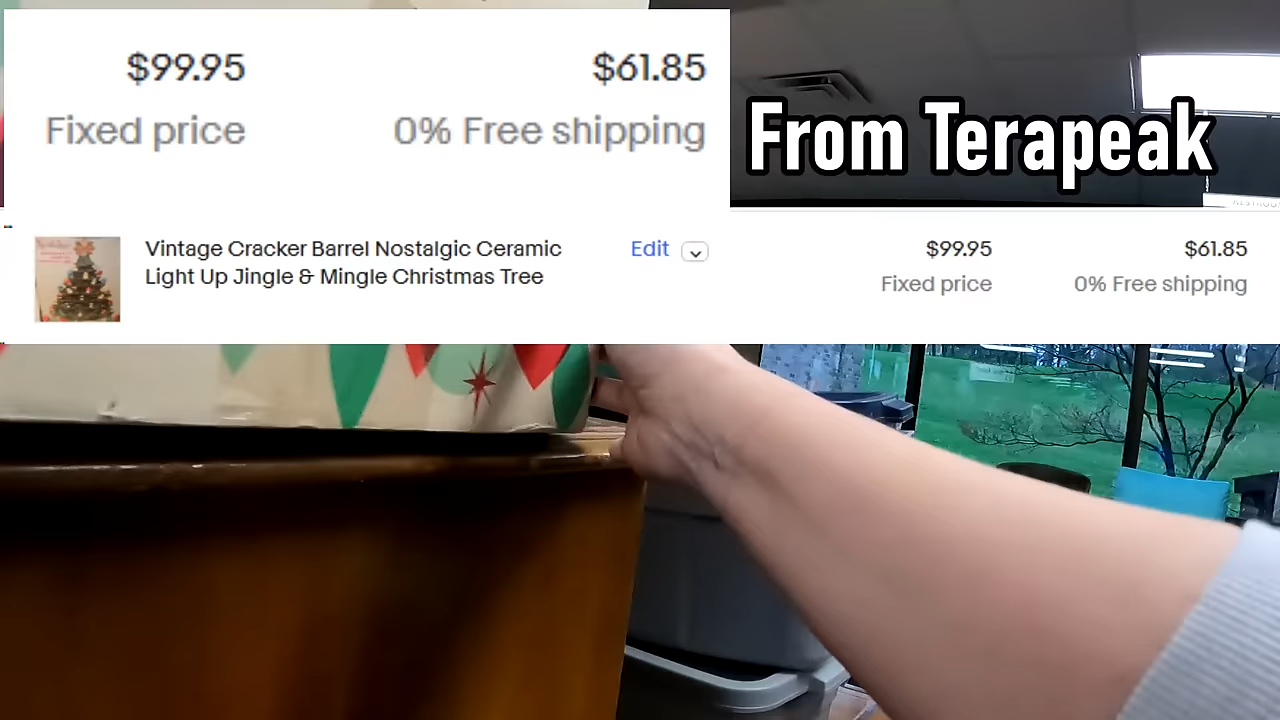 $99.95 $61.85
Fixed price 0% Free shipping
From Terapeak
Vintage Cracker Barrel Nostalgic Ceramic Edit $99.95 $61.85
Light Up Jingle & Mingle Christmas Tree Fixed price 0% Free shipping